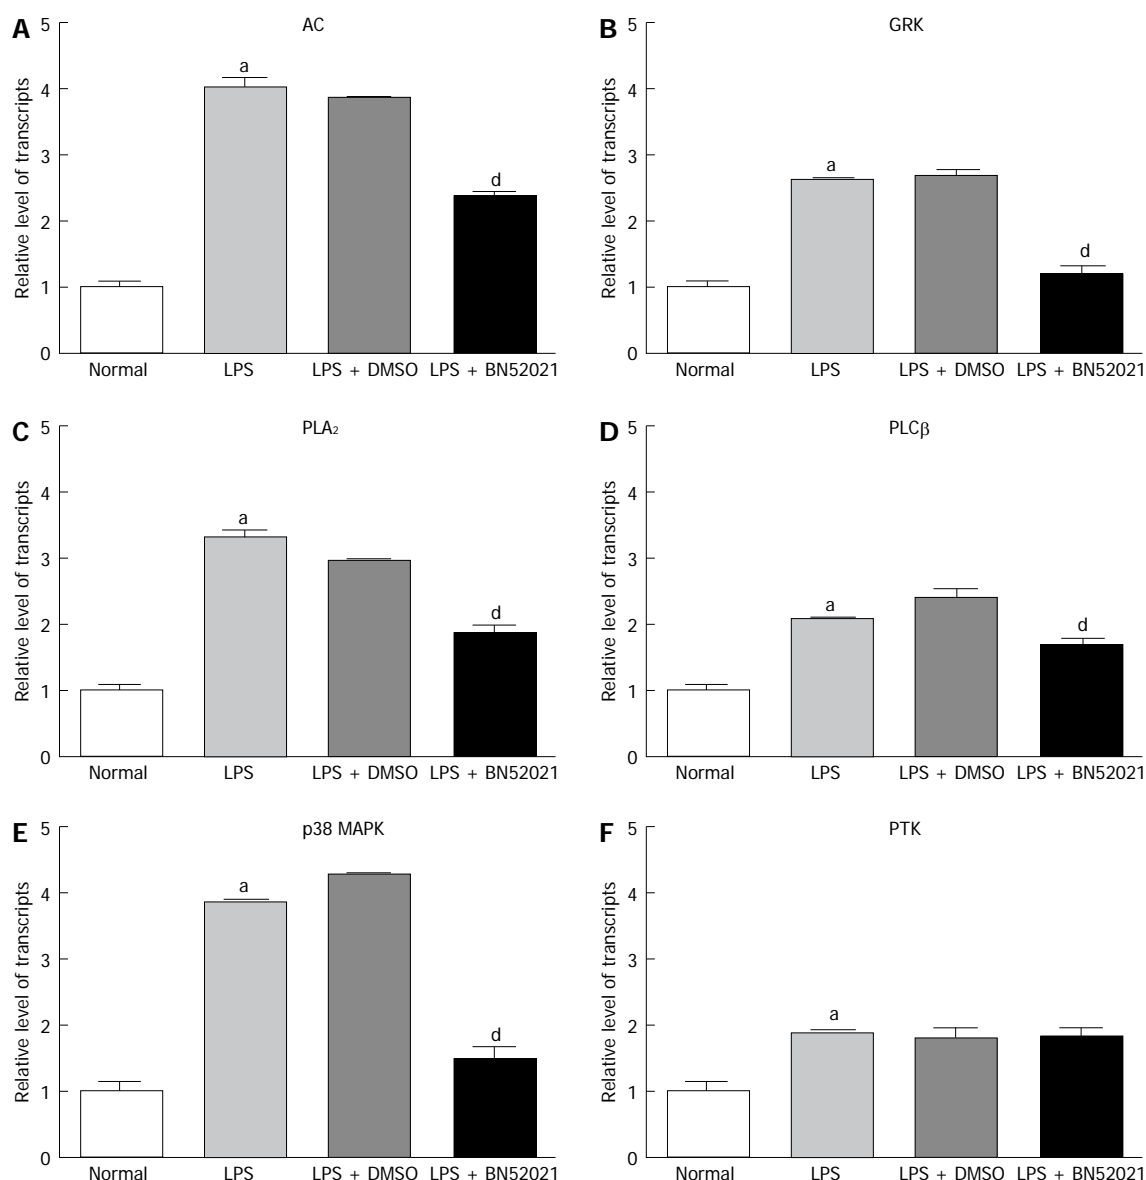 A
AC
Relative level of transcripts
5
4
3
2
1
0
a
d
Normal LPS LPS + DMSO LPS + BN52021
B
GRK
Relative level of transcripts
5
4
3
2
1
0
a
d
Normal LPS LPS + DMSO LPS + BN52021
C
PLA₂
Relative level of transcripts
5
4
3
2
1
0
a
d
Normal LPS LPS + DMSO LPS + BN52021
D
PLCβ
Relative level of transcripts
5
4
3
2
1
0
a
d
Normal LPS LPS + DMSO LPS + BN52021
E
p38 MAPK
Relative level of transcripts
5
4
3
2
1
0
a
d
Normal LPS LPS + DMSO LPS + BN52021
F
PTK
Relative level of transcripts
5
4
3
2
1
0
a
Normal LPS LPS + DMSO LPS + BN52021